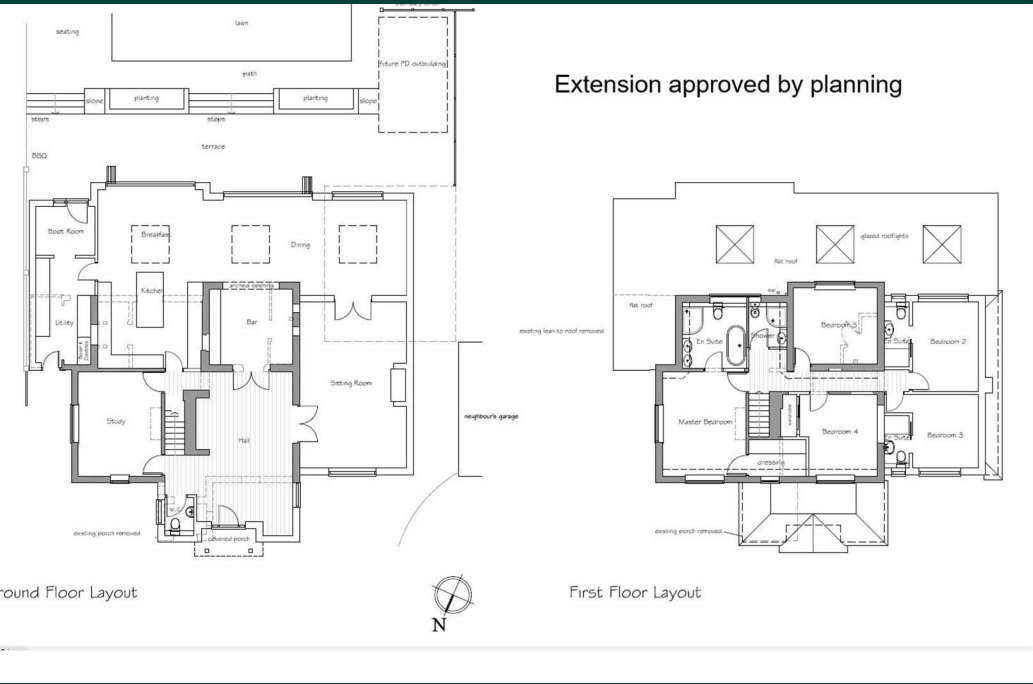 lawn
seating
future PD outbuilding
path
Extension approved by planning
slope
planting
planting
slope
steps
steps
terrace
BBQ
Boot Room
Breakfast
Dining
Kitchen
arched opening
Utility
Bar
Sitting Room
Study
Hall
w.c.
existing porch removed
covered porch
neighbour's garage
glazed rooflights
flat roof
flat roof
existing lean-to roof removed
En Suite
Shower
Bedroom 5
En Suite
Bedroom 2
Master Bedroom
wardrobe
Bedroom 4
En Suite
Bedroom 3
dressing
existing porch removed
round Floor Layout
N
First Floor Layout